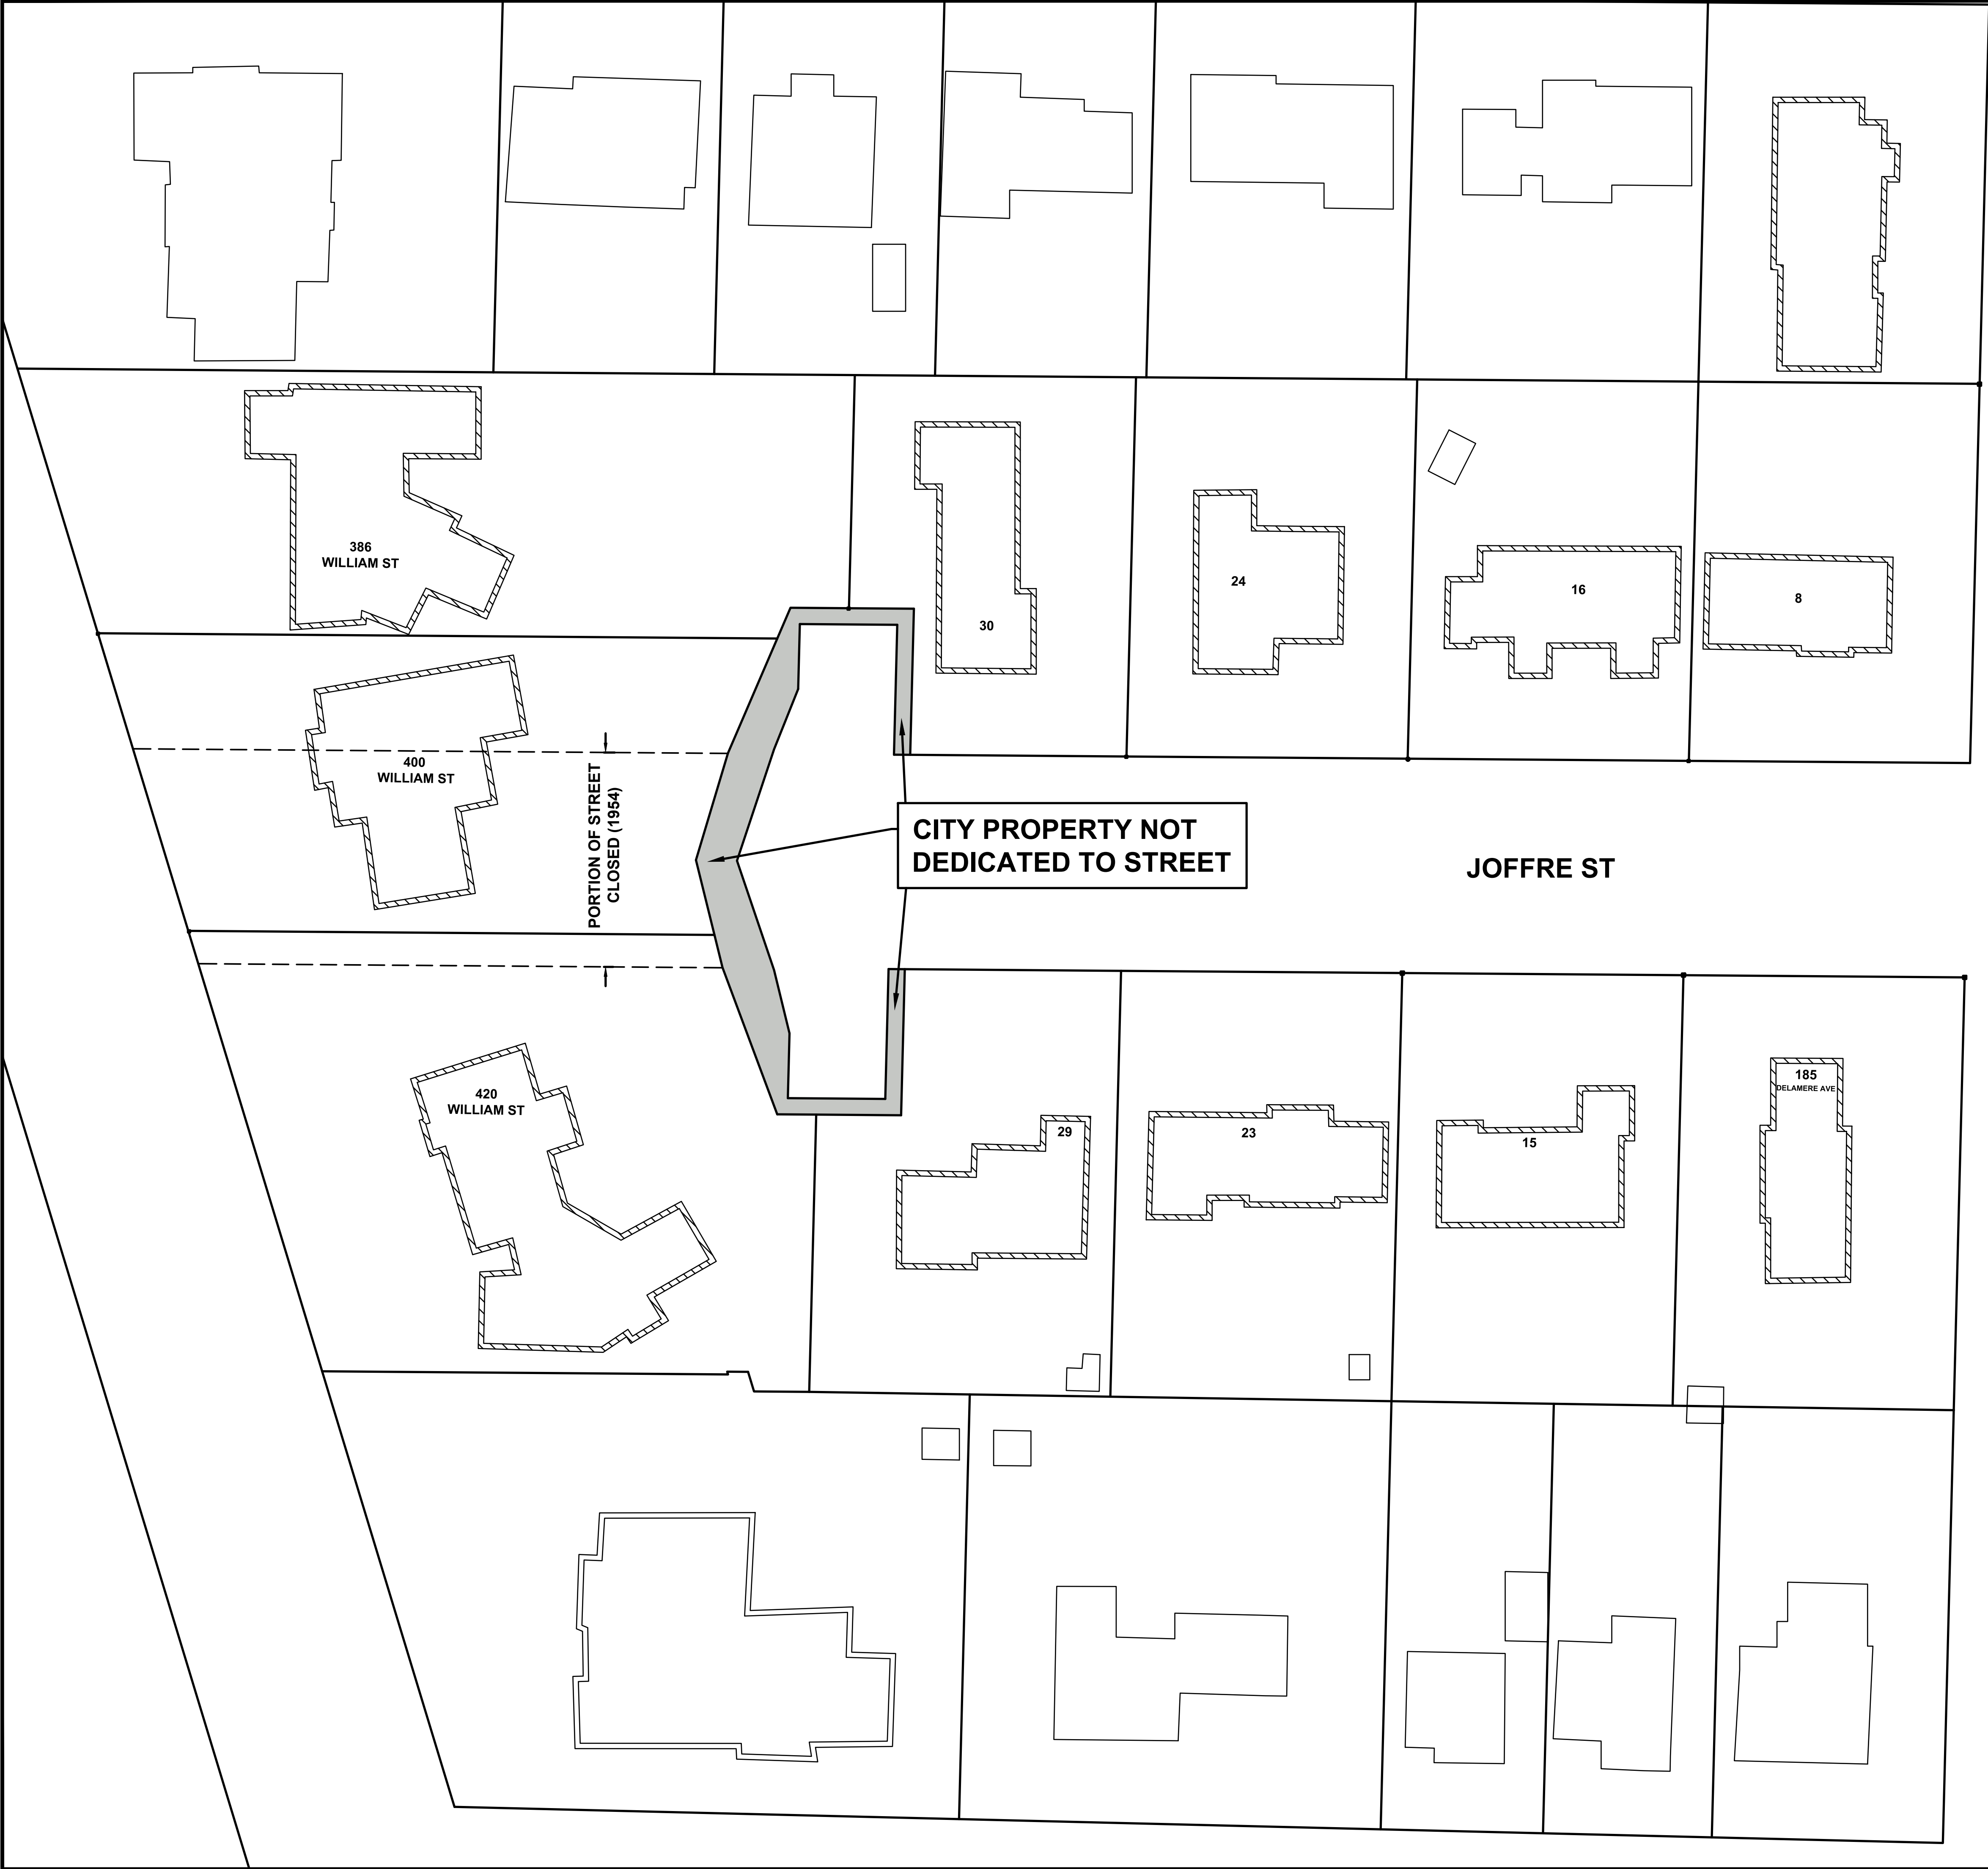 386
WILLIAM ST
30
24
16
8
400
WILLIAM ST
PORTION OF STREET
CLOSED (1954)
CITY PROPERTY NOT
DEDICATED TO STREET
JOFFRE ST
420
WILLIAM ST
29
23
15
185
DELAMERE AVE